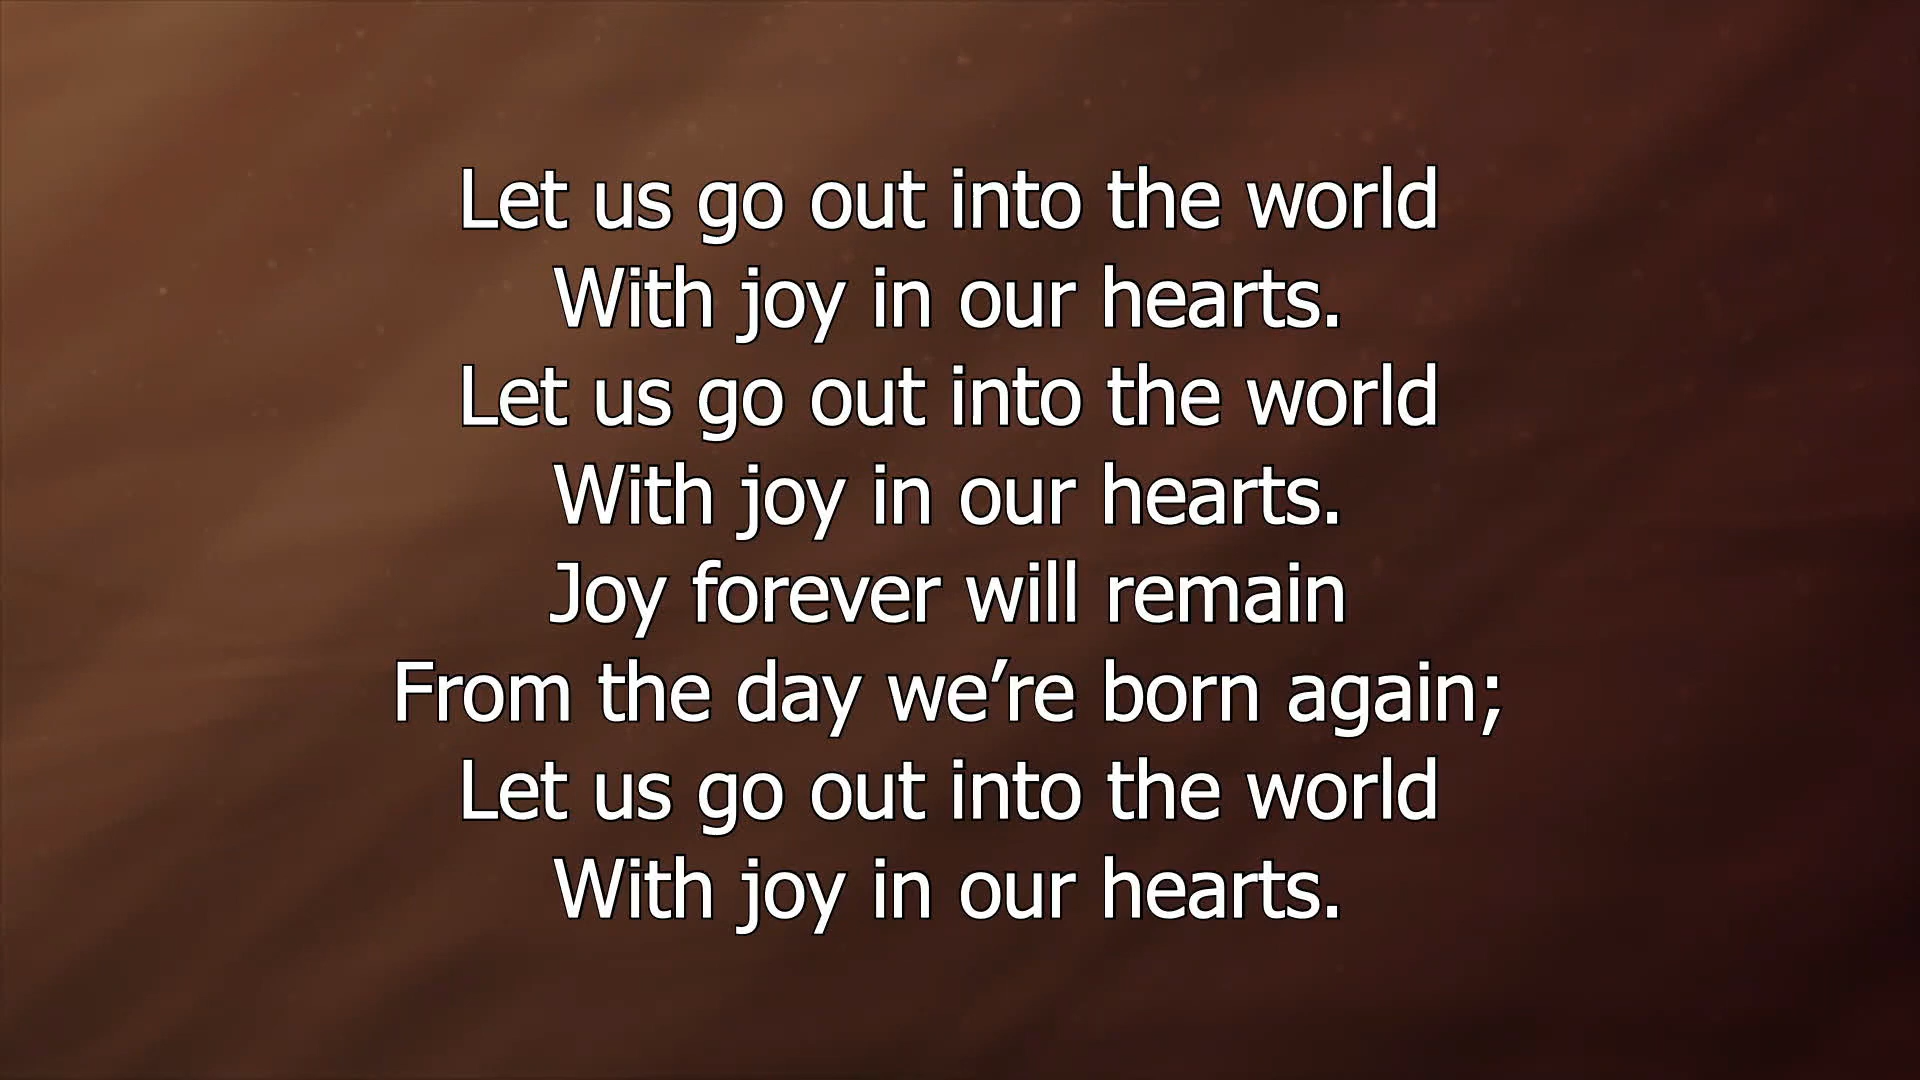 Let us go out into the world
With joy in our hearts.
Let us go out into the world
With joy in our hearts.
Joy forever will remain
From the day we’re born again;
Let us go out into the world
With joy in our hearts.